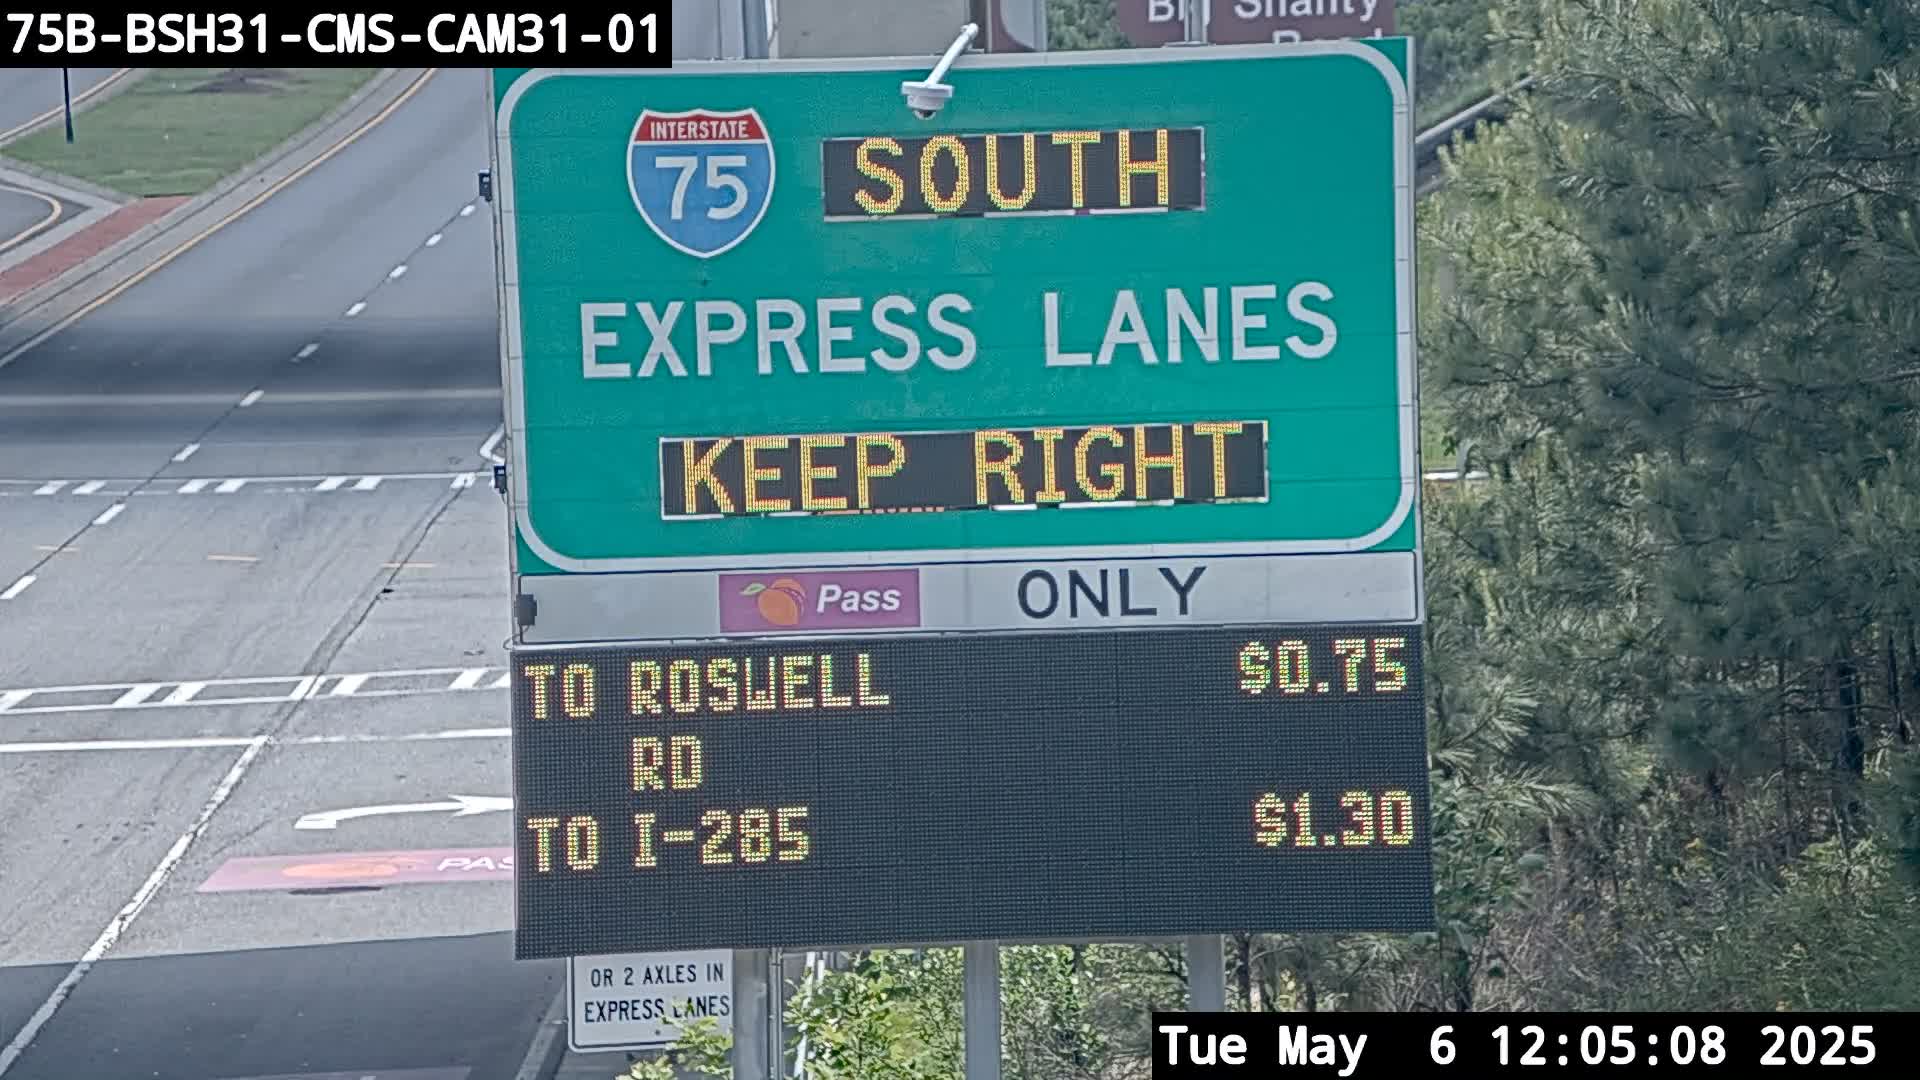 75B-BSH31-CMS-CAM31-01
Shanty
INTERSTATE
75
SOUTH
EXPRESS LANES
KEEP RIGHT
Pass ONLY
TO ROSWELL $0.75
RD
TO I-285 $1.30
OR 2 AXLES IN
EXPRESS LANES
Tue May 6 12:05:08 2025